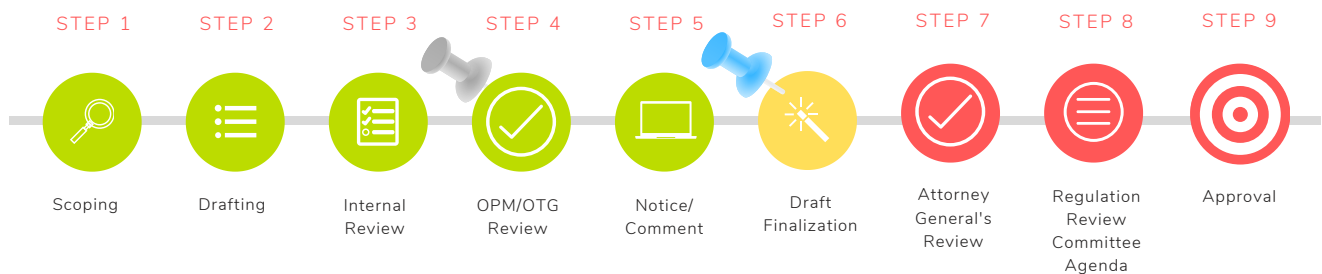 STEP 1
STEP 2
STEP 3
STEP 4
STEP 5
STEP 6
STEP 7
STEP 8
STEP 9
Scoping
Drafting
Internal
Review
OPM/OTG
Review
Notice/
Comment
Draft
Finalization
Attorney
General's
Review
Regulation
Review
Committee
Agenda
Approval